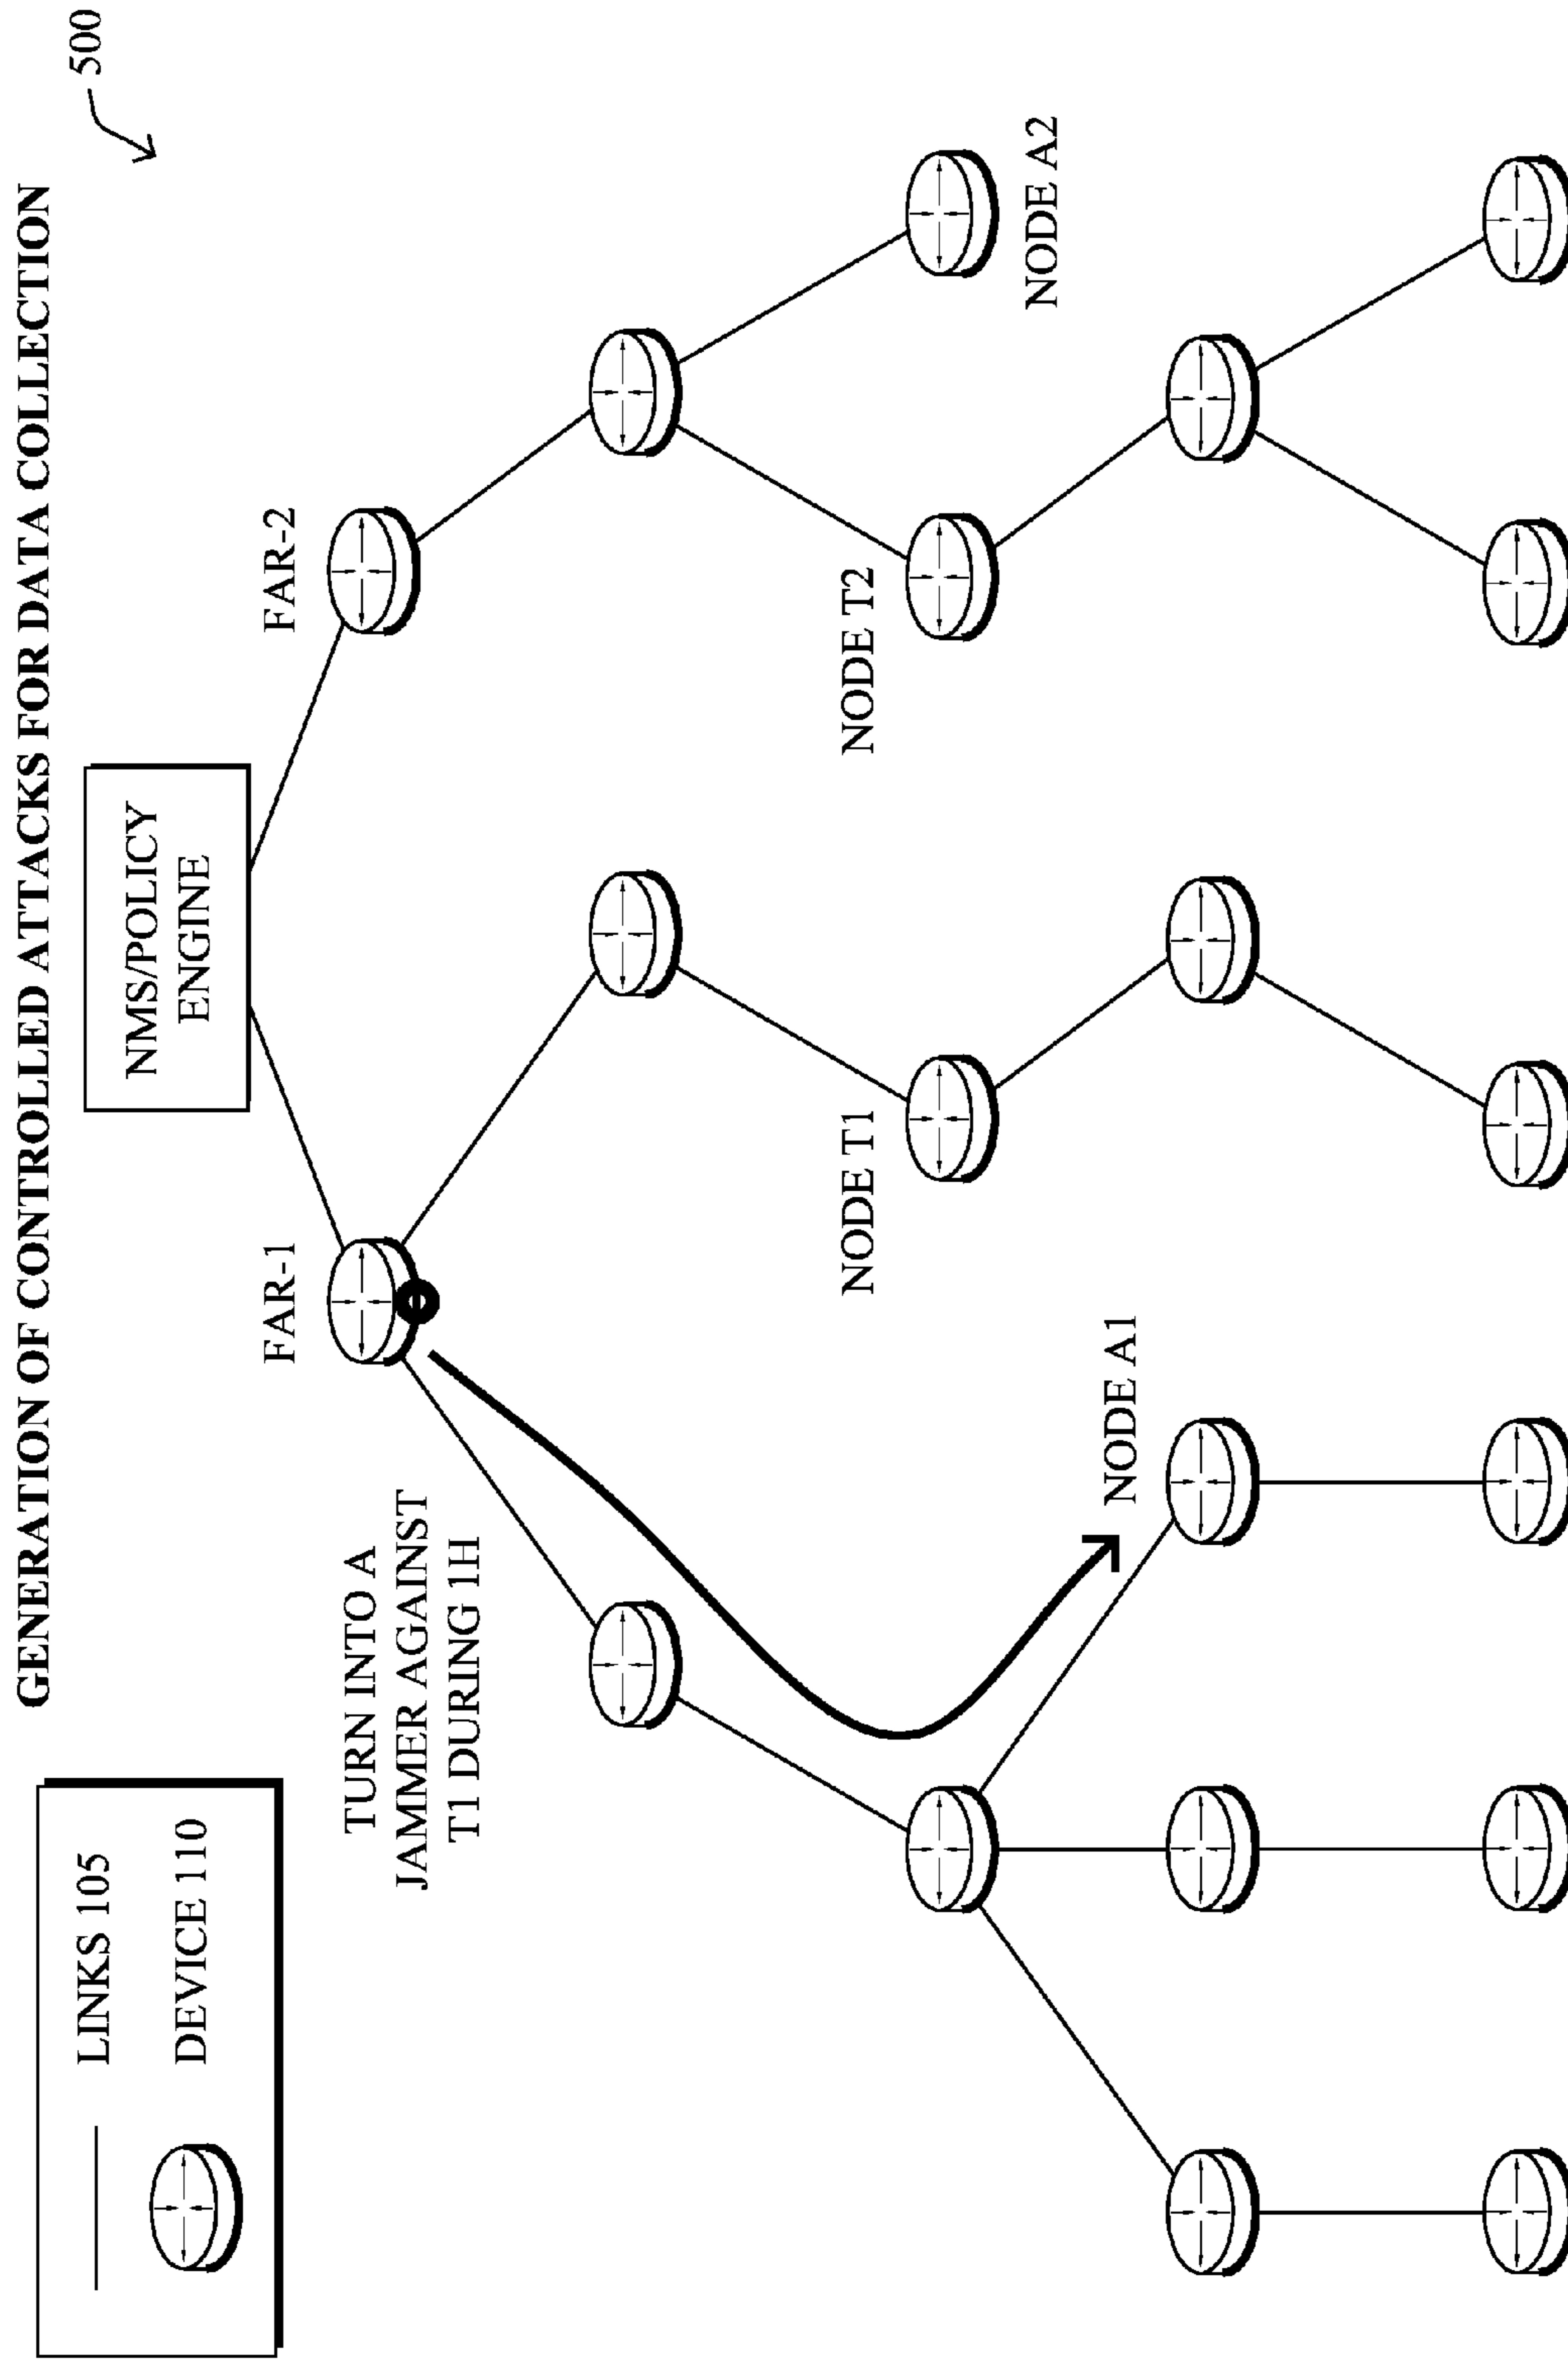 GENERATION OF CONTROLLED ATTACKS FOR DATA COLLECTION
500
LINKS 105
DEVICE 110
NMS/POLICY
ENGINE
FAR-1
FAR-2
TURN INTO A
JAMMER AGAINST
T1 DURING 1H
NODE T1
NODE T2
NODE A2
NODE A1